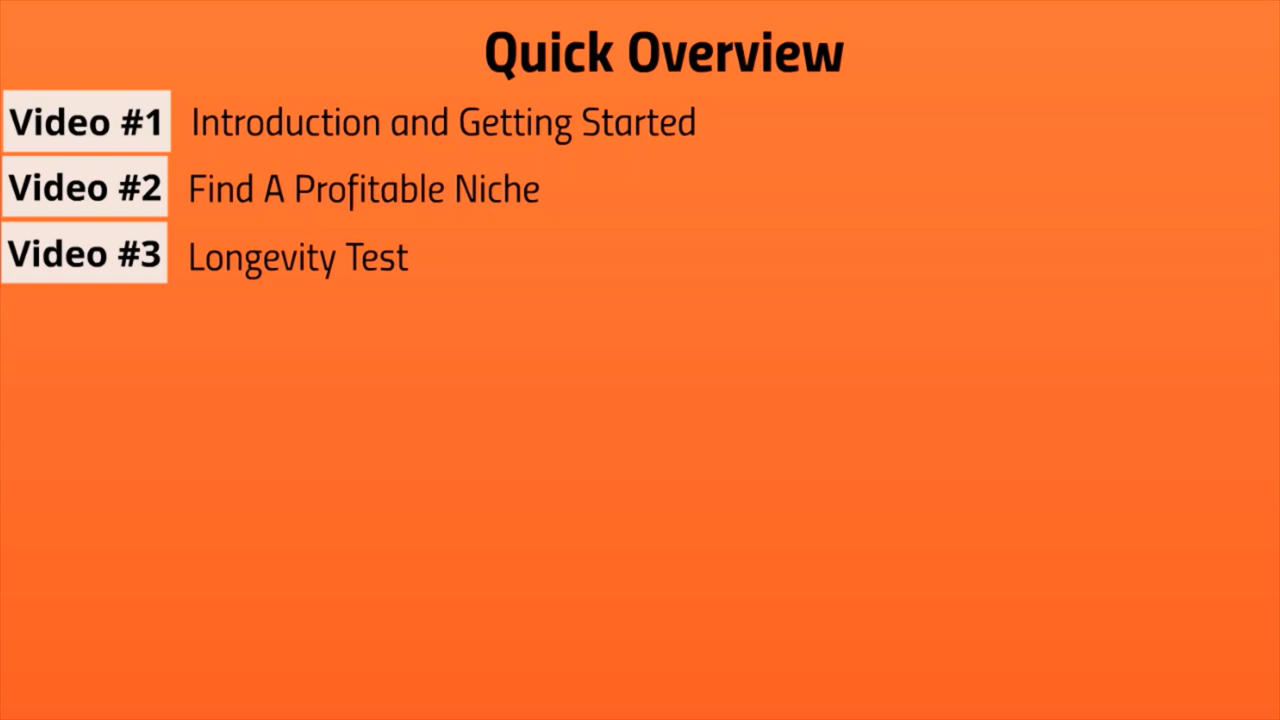 Quick Overview
Video #1 Introduction and Getting Started
Video #2 Find A Profitable Niche
Video #3 Longevity Test